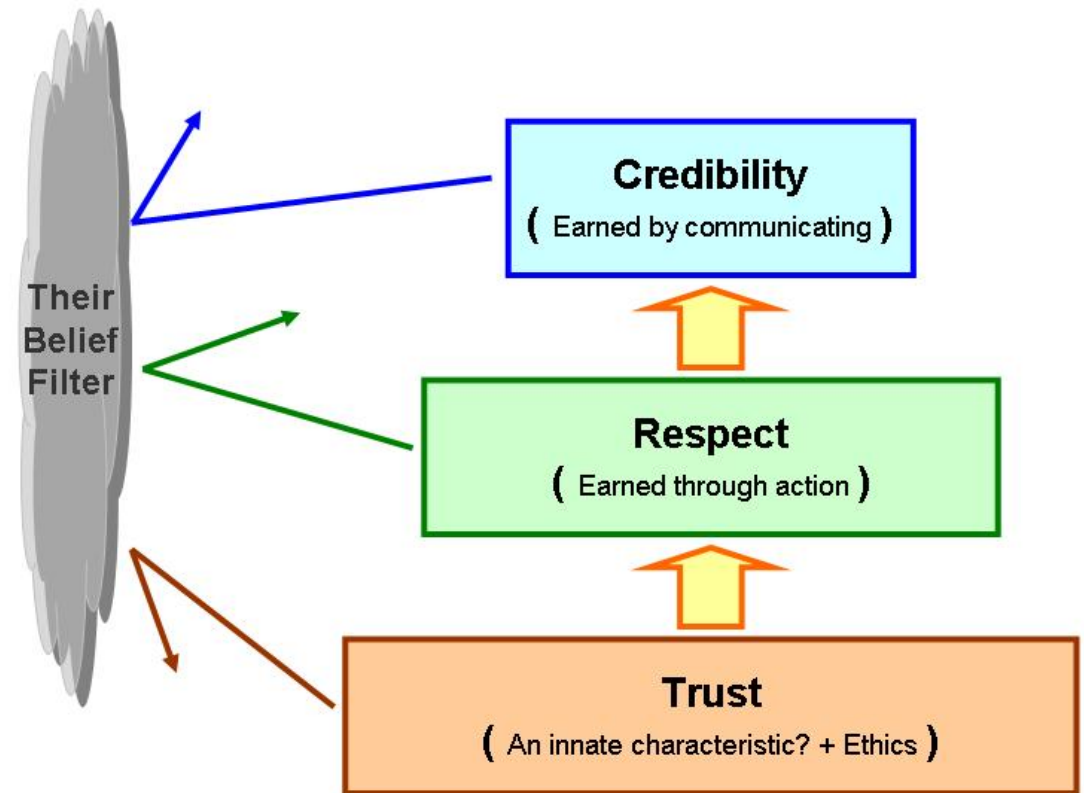 Their
Belief
Filter
Credibility
( Earned by communicating )
Respect
( Earned through action )
Trust
( An innate characteristic? + Ethics )